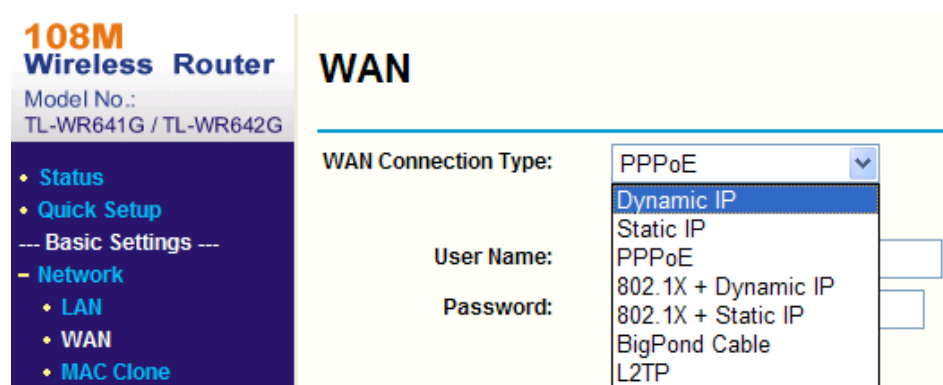 108M
Wireless Router
Model No.:
TL-WR641G / TL-WR642G
• Status
• Quick Setup
--- Basic Settings ---
– Network
• LAN
• WAN
• MAC Clone
WAN
WAN Connection Type:
PPPoE
Dynamic IP
Static IP
PPPoE
802.1X + Dynamic IP
802.1X + Static IP
BigPond Cable
L2TP
User Name:
Password: